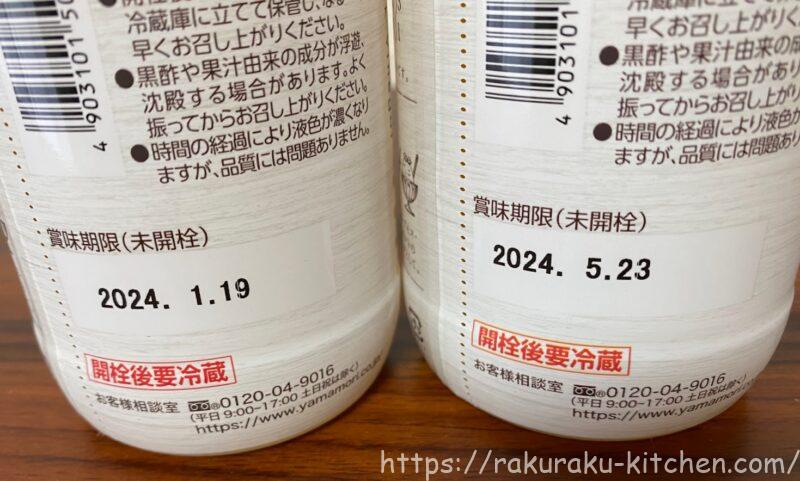 冷蔵庫に立てて保管し、なる
早くお召し上がりください。
●黒酢や果汁由来の成分が浮遊、
沈殿する場合があります。よく
振ってからお召し上がりください。
●時間の経過により液色が濃くなり
ますが、品質には問題ありません。
4 903101
賞味期限(未開栓)
2024. 1.19
開栓後要冷蔵
お客様相談室 0120-04-9016
(平日 9:00~17:00 土日祝は除く)
https://www.yamamori.co.jp/
冷蔵庫に立てて保
早くお召し上がりくだ
●黒酢や果汁由来の成
沈殿する場合があ
振ってからお召し上が
●時間の経過により液色が
ますが、品質には問題あり
4 903101
賞味期限(未開栓)
2024. 5.23
開栓後要冷蔵
お客様相談室 0120-04-9016
(平日 9:00~17:00 土日祝は除く)
https://www.yamamori.co
https://rakuraku-kitchen.com/